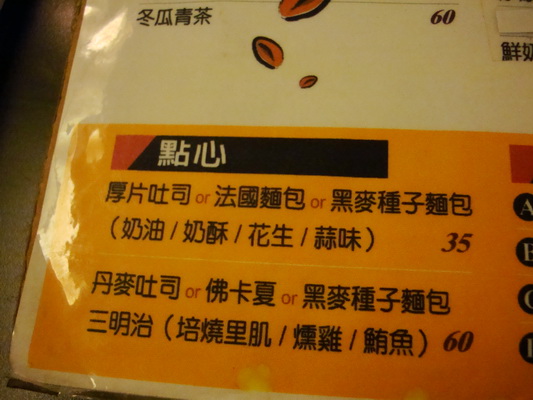 冬瓜青茶 60
鮮奶
點心
厚片吐司 or 法國麵包 or 黑麥種子麵包
（奶油 / 奶酥 / 花生 / 蒜味） 35
丹麥吐司 or 佛卡夏 or 黑麥種子麵包
三明治（培燒里肌 / 燻雞 / 鮪魚） 60
A